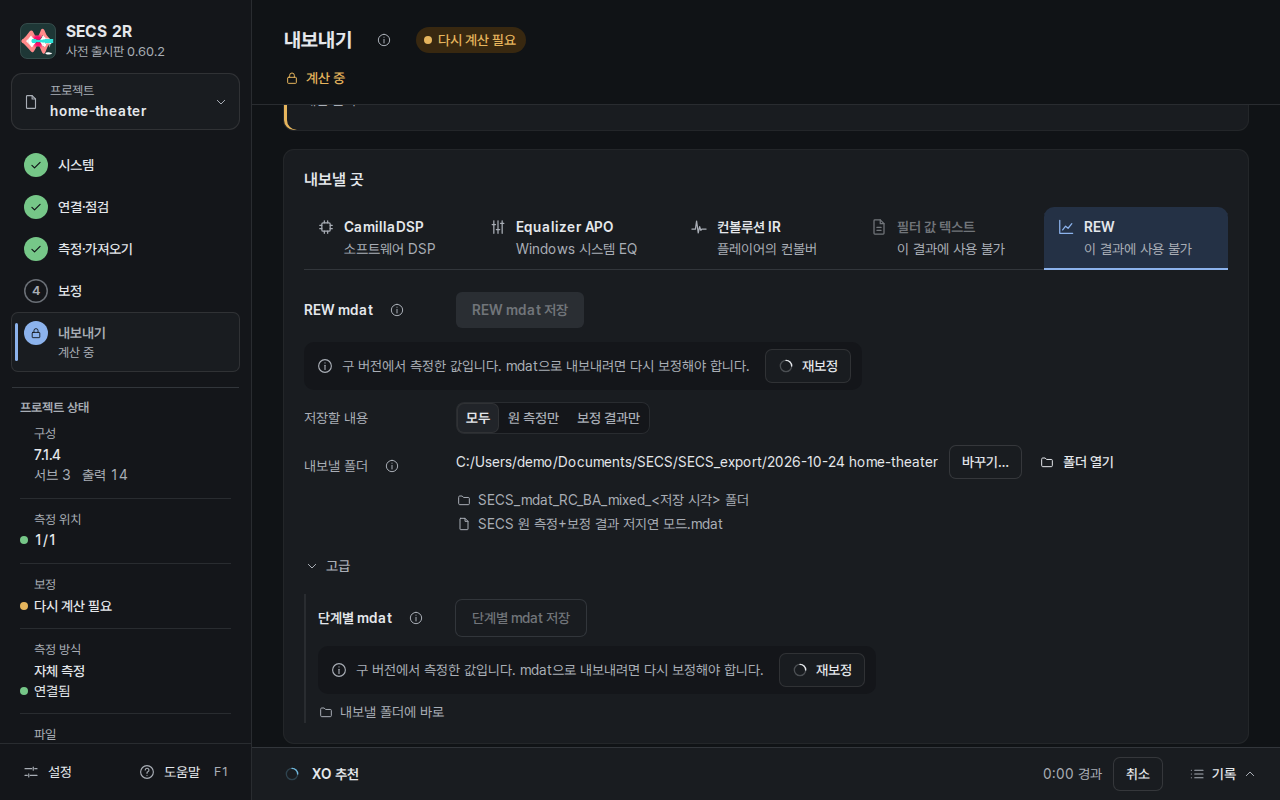 SECS 2R
사전 출시판 0.60.2
프로젝트
home-theater
시스템
연결·점검
측정·가져오기
4 보정
내보내기
계산 중
프로젝트 상태
구성
7.1.4
서브 3 출력 14
측정 위치
1/1
보정
다시 계산 필요
측정 방식
자체 측정
연결됨
파일
설정
도움말 F1
내보내기
다시 계산 필요
계산 중
내보낼 곳
CamillaDSP
소프트웨어 DSP
Equalizer APO
Windows 시스템 EQ
컨볼루션 IR
플레이어의 컨볼버
필터 값 텍스트
이 결과에 사용 불가
REW
이 결과에 사용 불가
REW mdat
REW mdat 저장
구 버전에서 측정한 값입니다. mdat으로 내보내려면 다시 보정해야 합니다.
재보정
저장할 내용
모두 원 측정만 보정 결과만
내보낼 폴더
C:/Users/demo/Documents/SECS/SECS_export/2026-10-24 home-theater
바꾸기...
폴더 열기
SECS_mdat_RC_BA_mixed_<저장 시각> 폴더
SECS 원 측정+보정 결과 저지연 모드.mdat
고급
단계별 mdat
단계별 mdat 저장
구 버전에서 측정한 값입니다. mdat으로 내보내려면 다시 보정해야 합니다.
재보정
내보낼 폴더에 바로
XO 추천
0:00 경과
취소
기록